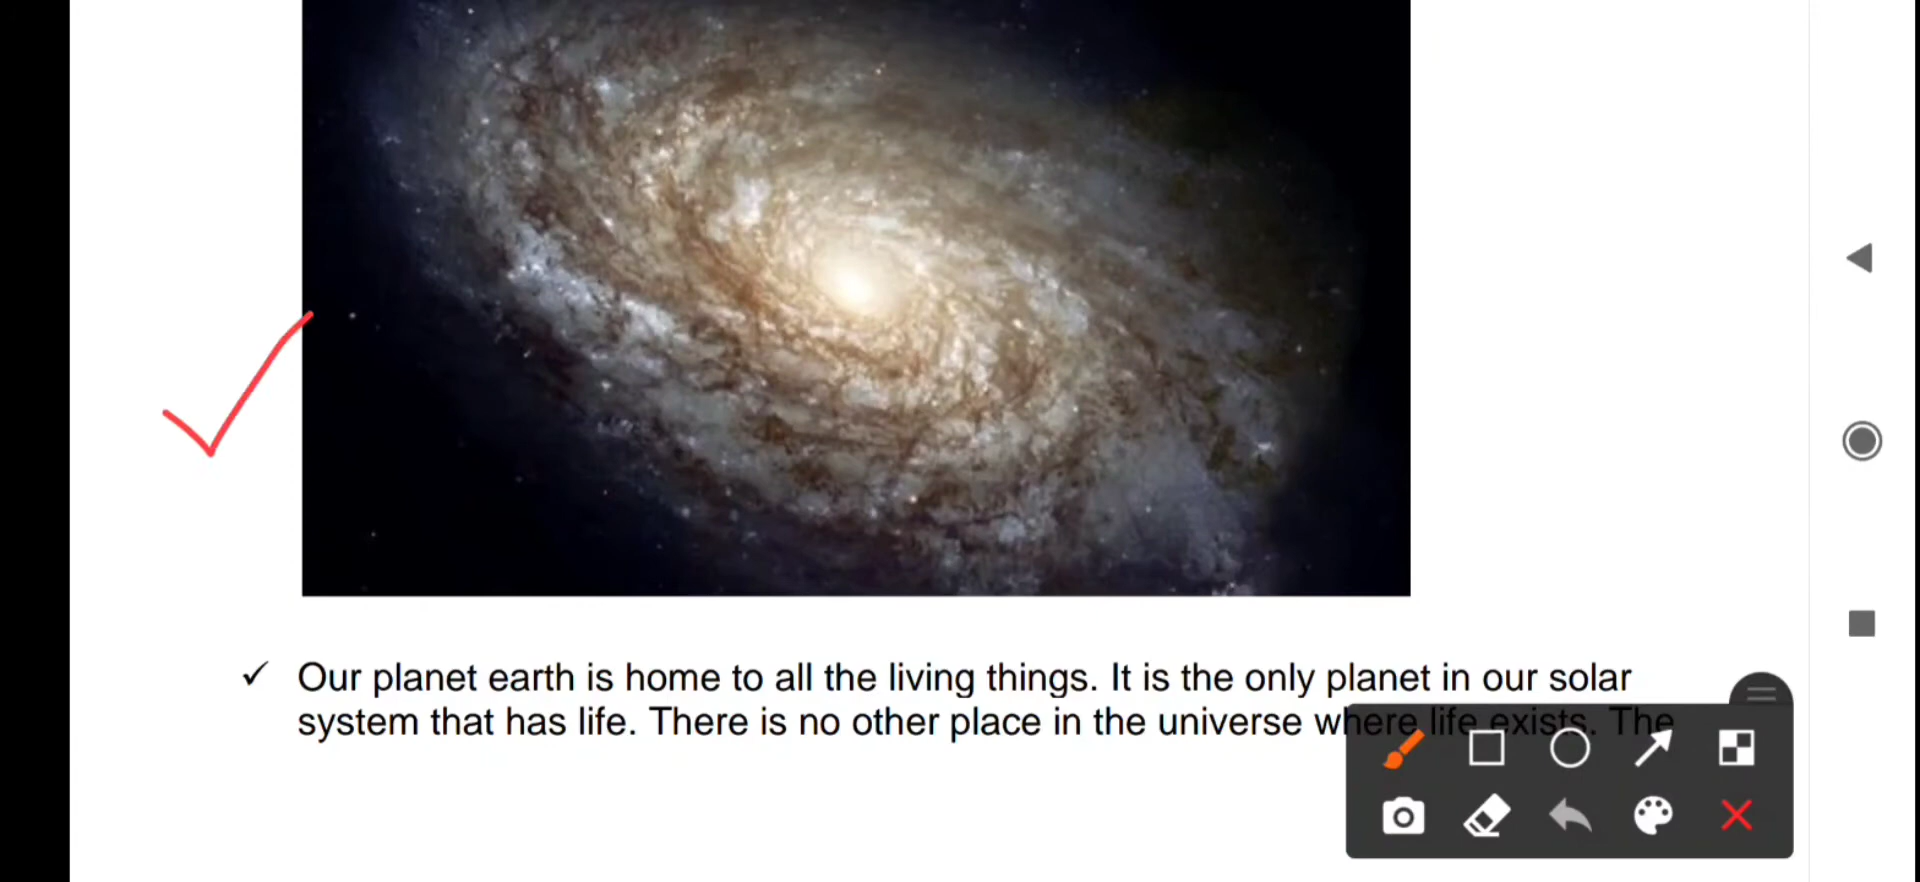 Our planet earth is home to all the living things. It is the only planet in our solar
system that has life. There is no other place in the universe where life exists. The